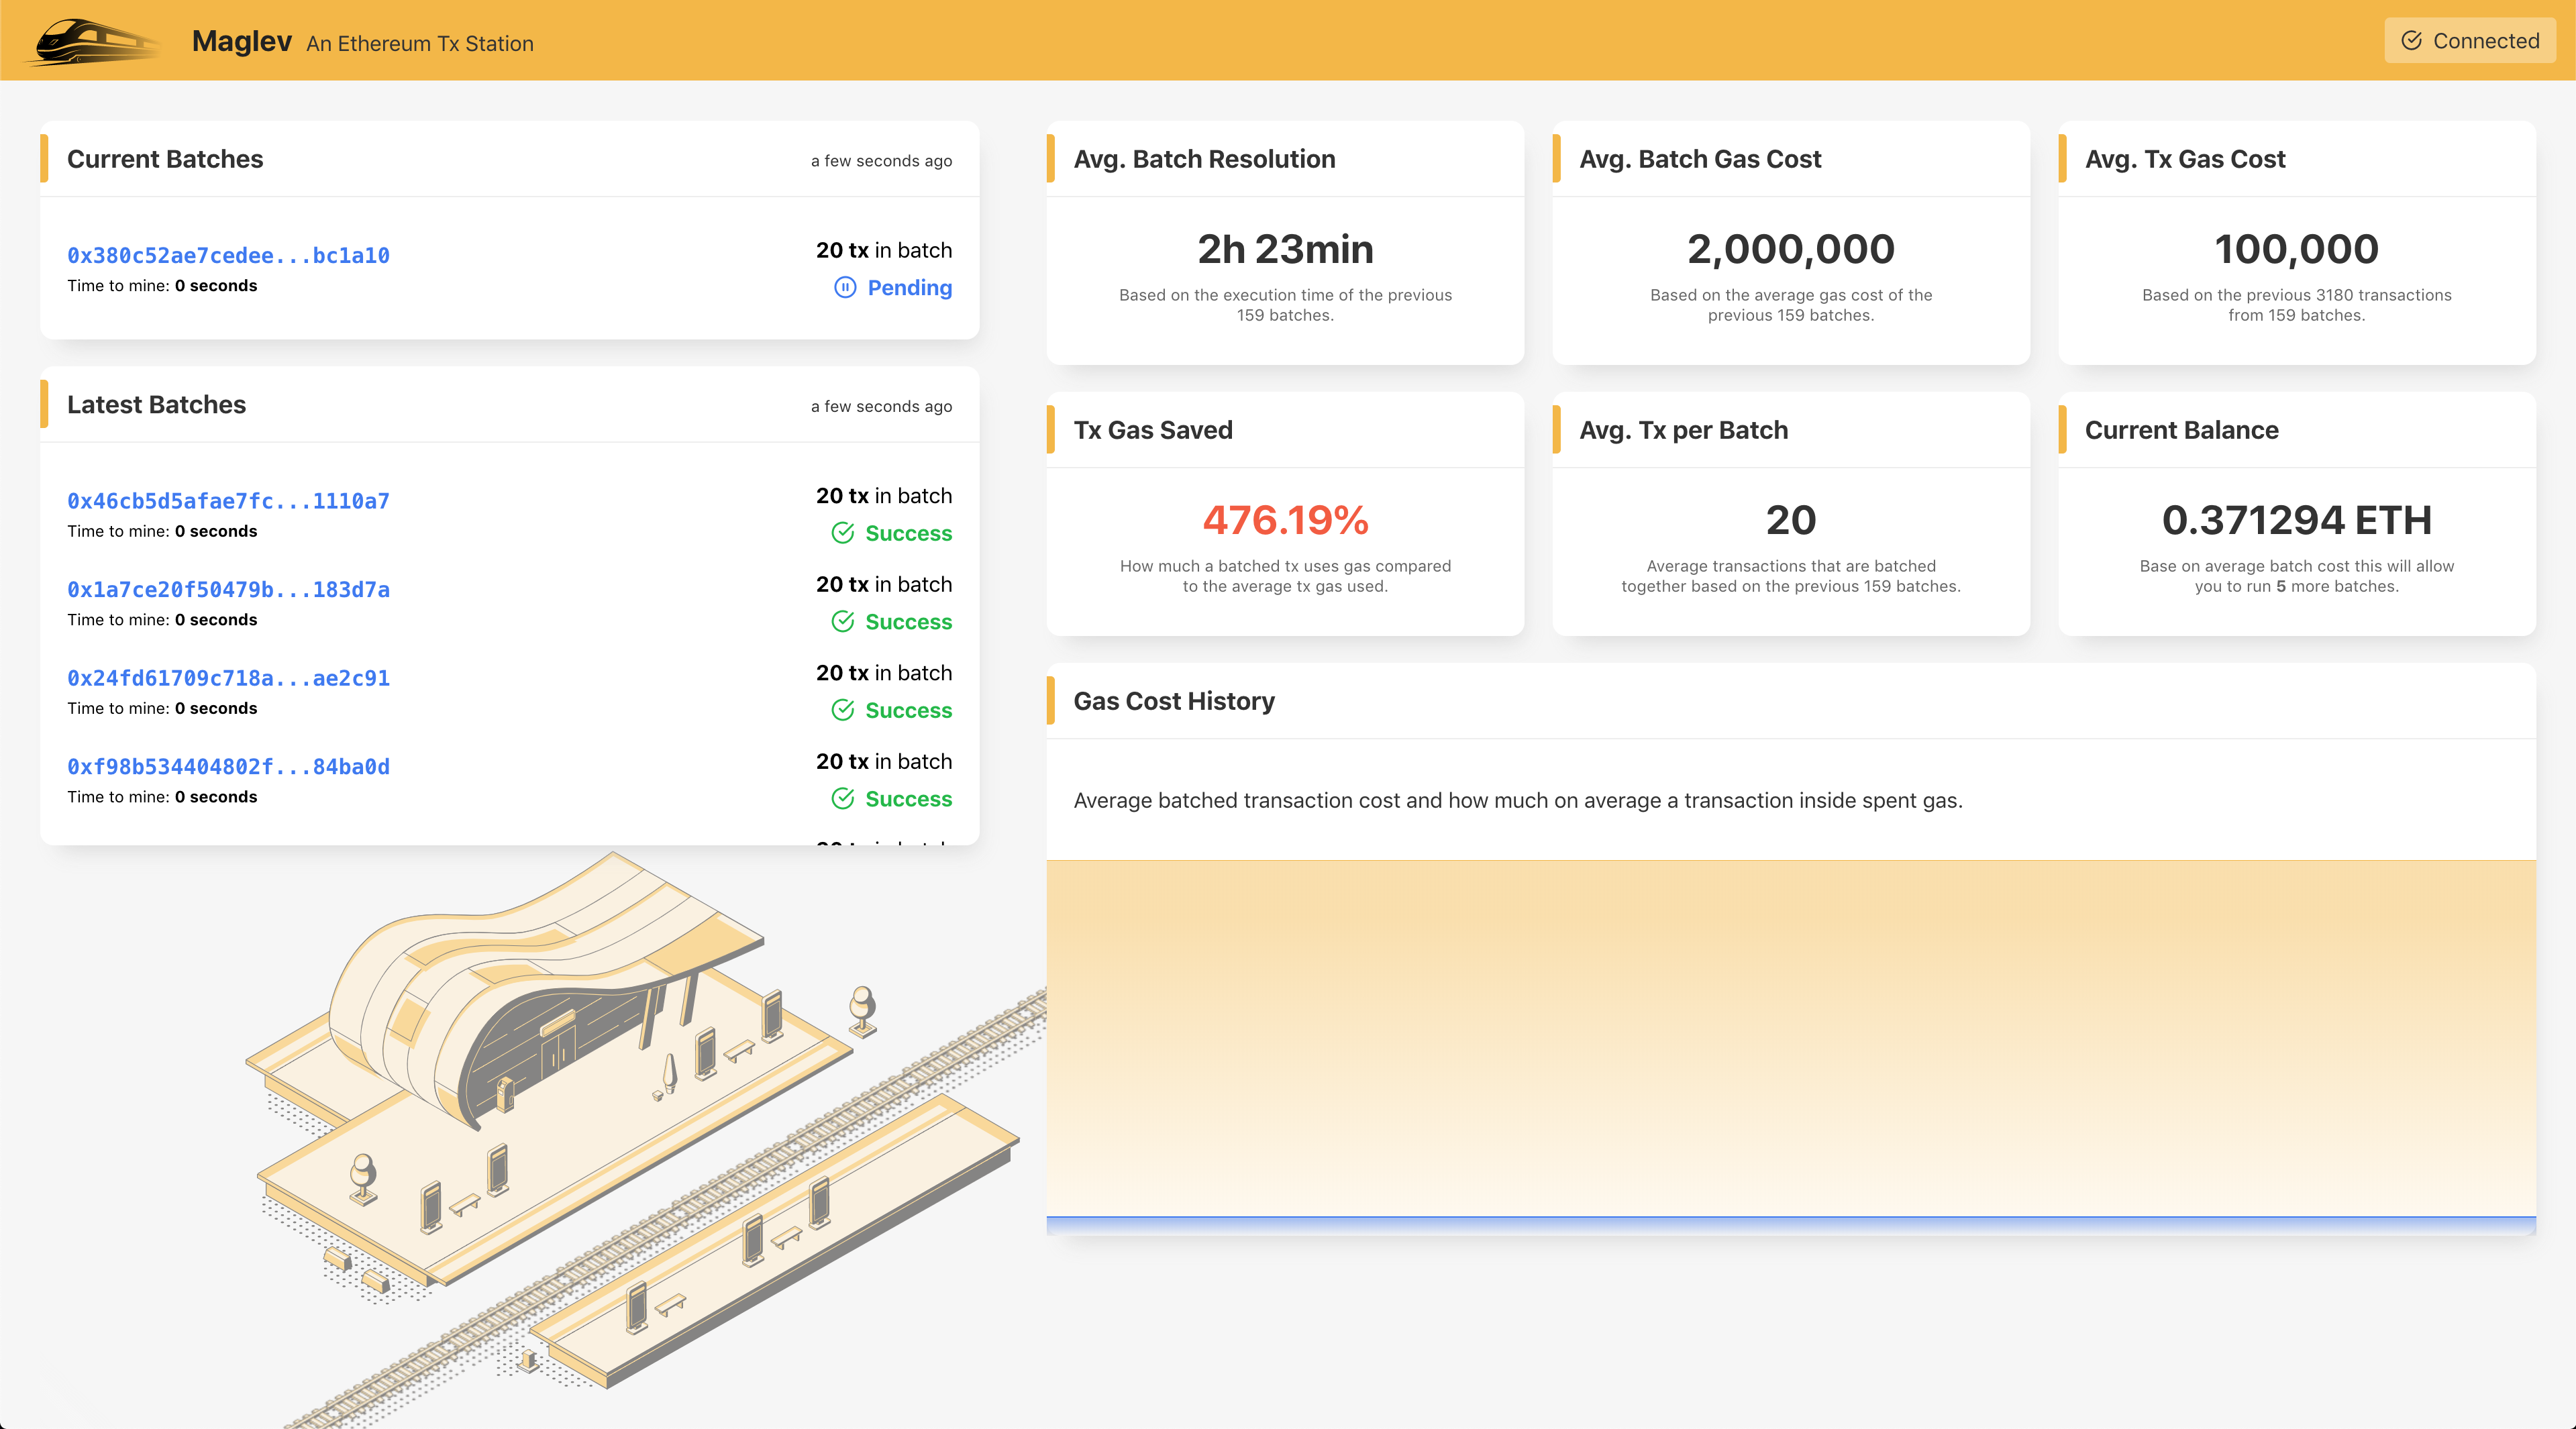 Maglev An Ethereum Tx Station
Connected
Current Batches
a few seconds ago
0x380c52ae7cedee...bc1a10
Time to mine: 0 seconds
20 tx in batch
Pending
Latest Batches
a few seconds ago
0x46cb5d5afae7fc...1110a7
Time to mine: 0 seconds
20 tx in batch
Success
0x1a7ce20f50479b...183d7a
Time to mine: 0 seconds
20 tx in batch
Success
0x24fd61709c718a...ae2c91
Time to mine: 0 seconds
20 tx in batch
Success
0xf98b534404802f...84ba0d
Time to mine: 0 seconds
20 tx in batch
Success
Avg. Batch Resolution
2h 23min
Based on the execution time of the previous
159 batches.
Avg. Batch Gas Cost
2,000,000
Based on the average gas cost of the
previous 159 batches.
Avg. Tx Gas Cost
100,000
Based on the previous 3180 transactions
from 159 batches.
Tx Gas Saved
476.19%
How much a batched tx uses gas compared
to the average tx gas used.
Avg. Tx per Batch
20
Average transactions that are batched
together based on the previous 159 batches.
Current Balance
0.371294 ETH
Base on average batch cost this will allow
you to run 5 more batches.
Gas Cost History
Average batched transaction cost and how much on average a transaction inside spent gas.